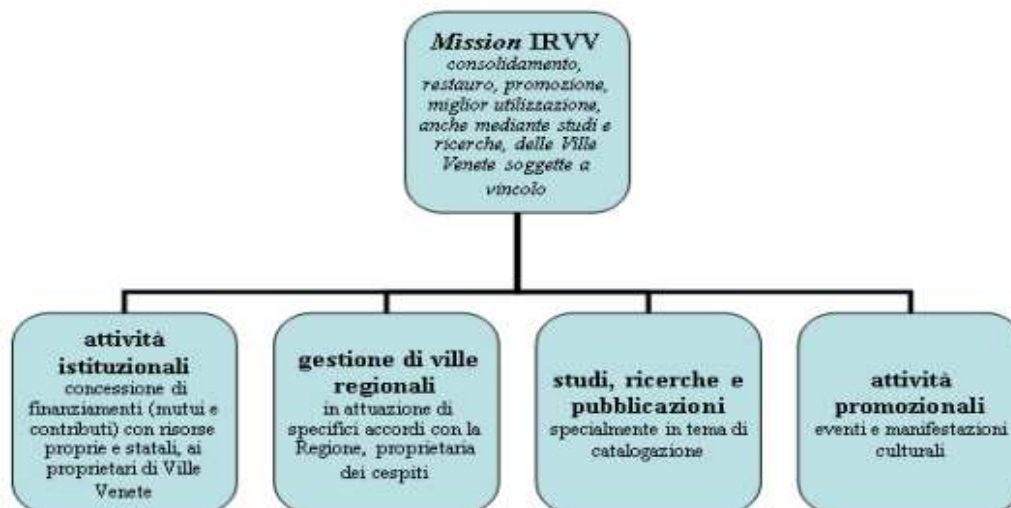 Mission IRVV
consolidamento,
restauro, promozione,
miglior utilizzazione,
anche mediante studi e
ricerche, delle Ville
Venete soggette a
vincolo
attività
istituzionali
concessione di
finanziamenti (mutui e
contributi) con risorse
proprie e statali, ai
proprietari di Ville
Venete
gestione di ville
regionali
in attuazione di
specifici accordi con la
Regione, proprietaria
dei cespiti
studi, ricerche e
pubblicazioni
specialmente in tema di
catalogazione
attività
promozionali
eventi e manifestazioni
culturali